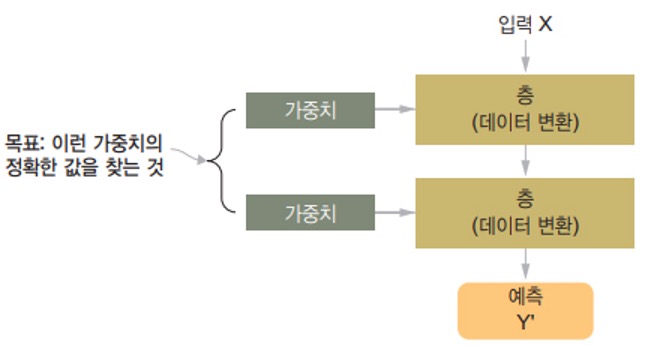 입력 X
가중치
층
(데이터 변환)
목표: 이런 가중치의
정확한 값을 찾는 것
가중치
층
(데이터 변환)
예측
Y'